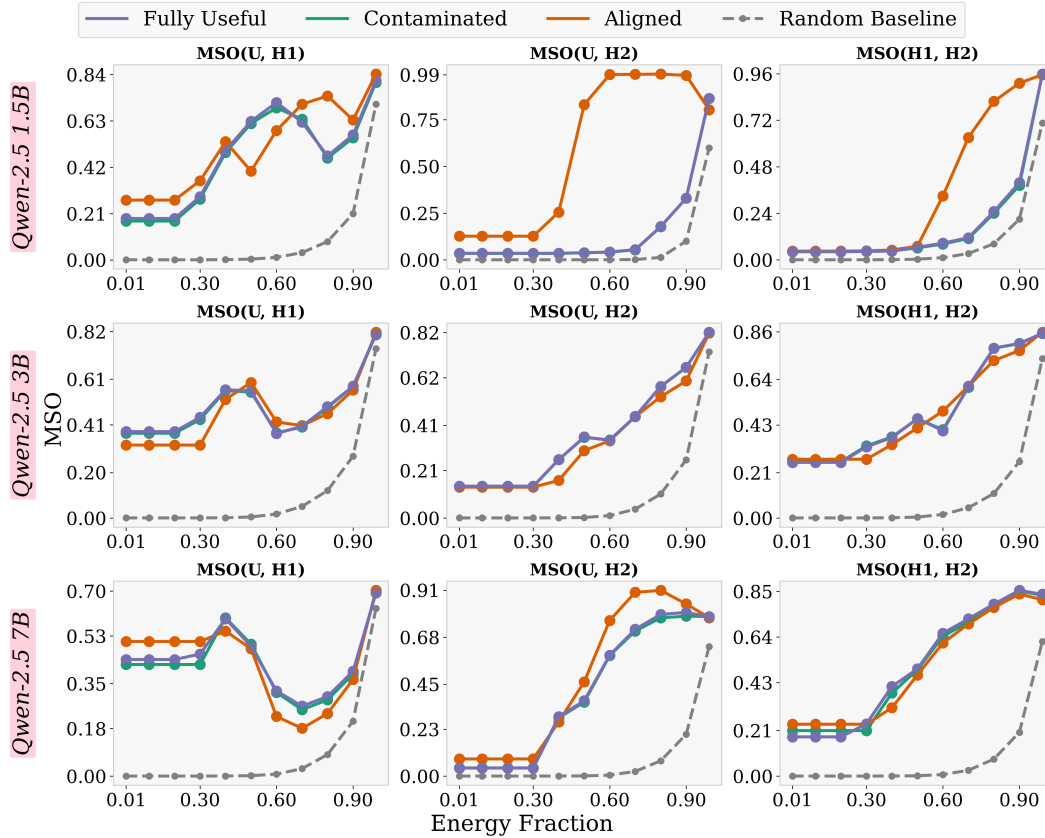 Fully Useful Contaminated Aligned Random Baseline
MSO(U, H1) MSO(U, H2) MSO(H1, H2)
Qwen-2.5 1.5B
0.84 0.99 0.96
0.63 0.75 0.72
0.42 0.50 0.48
0.21 0.25 0.24
0.00 0.00 0.00
0.01 0.30 0.60 0.90 0.01 0.30 0.60 0.90 0.01 0.30 0.60 0.90
MSO(U, H1) MSO(U, H2) MSO(H1, H2)
Qwen-2.5 3B
MSO
0.82 0.82 0.86
0.61 0.62 0.64
0.41 0.41 0.43
0.20 0.21 0.21
0.00 0.00 0.00
0.01 0.30 0.60 0.90 0.01 0.30 0.60 0.90 0.01 0.30 0.60 0.90
MSO(U, H1) MSO(U, H2) MSO(H1, H2)
Qwen-2.5 7B
0.70 0.91 0.85
0.53 0.68 0.64
0.35 0.45 0.43
0.18 0.23 0.21
0.00 0.00 0.00
0.01 0.30 0.60 0.90 0.01 0.30 0.60 0.90 0.01 0.30 0.60 0.90
Energy Fraction